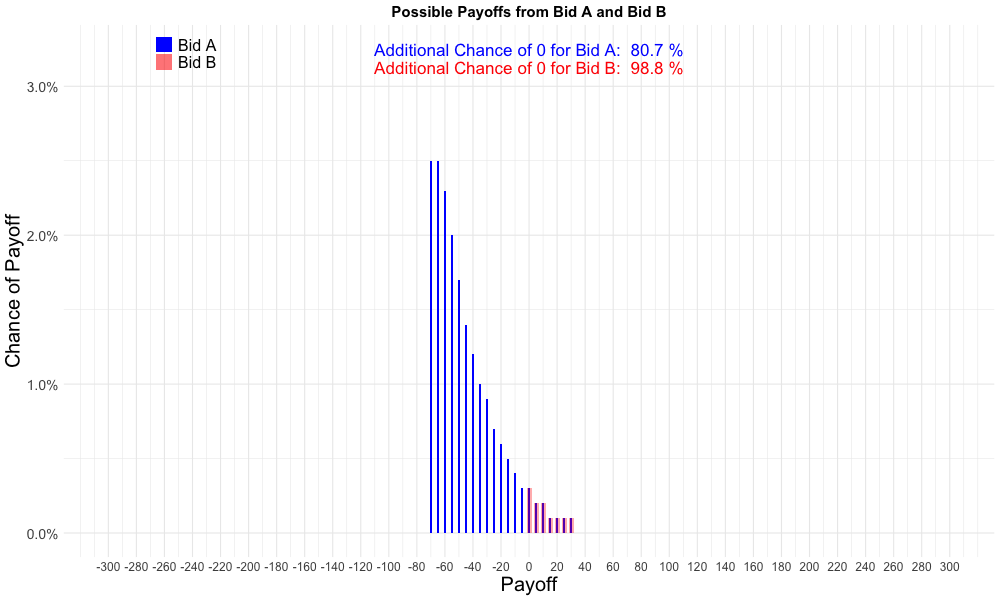 Possible Payoffs from Bid A and Bid B
Bid A
Bid B
Additional Chance of 0 for Bid A:  80.7 %
Additional Chance of 0 for Bid B:  98.8 %
Chance of Payoff
3.0%
2.0%
1.0%
0.0%
-300 -280 -260 -240 -220 -200 -180 -160 -140 -120 -100 -80 -60 -40 -20 0 20 40 60 80 100 120 140 160 180 200 220 240 260 280 300
Payoff